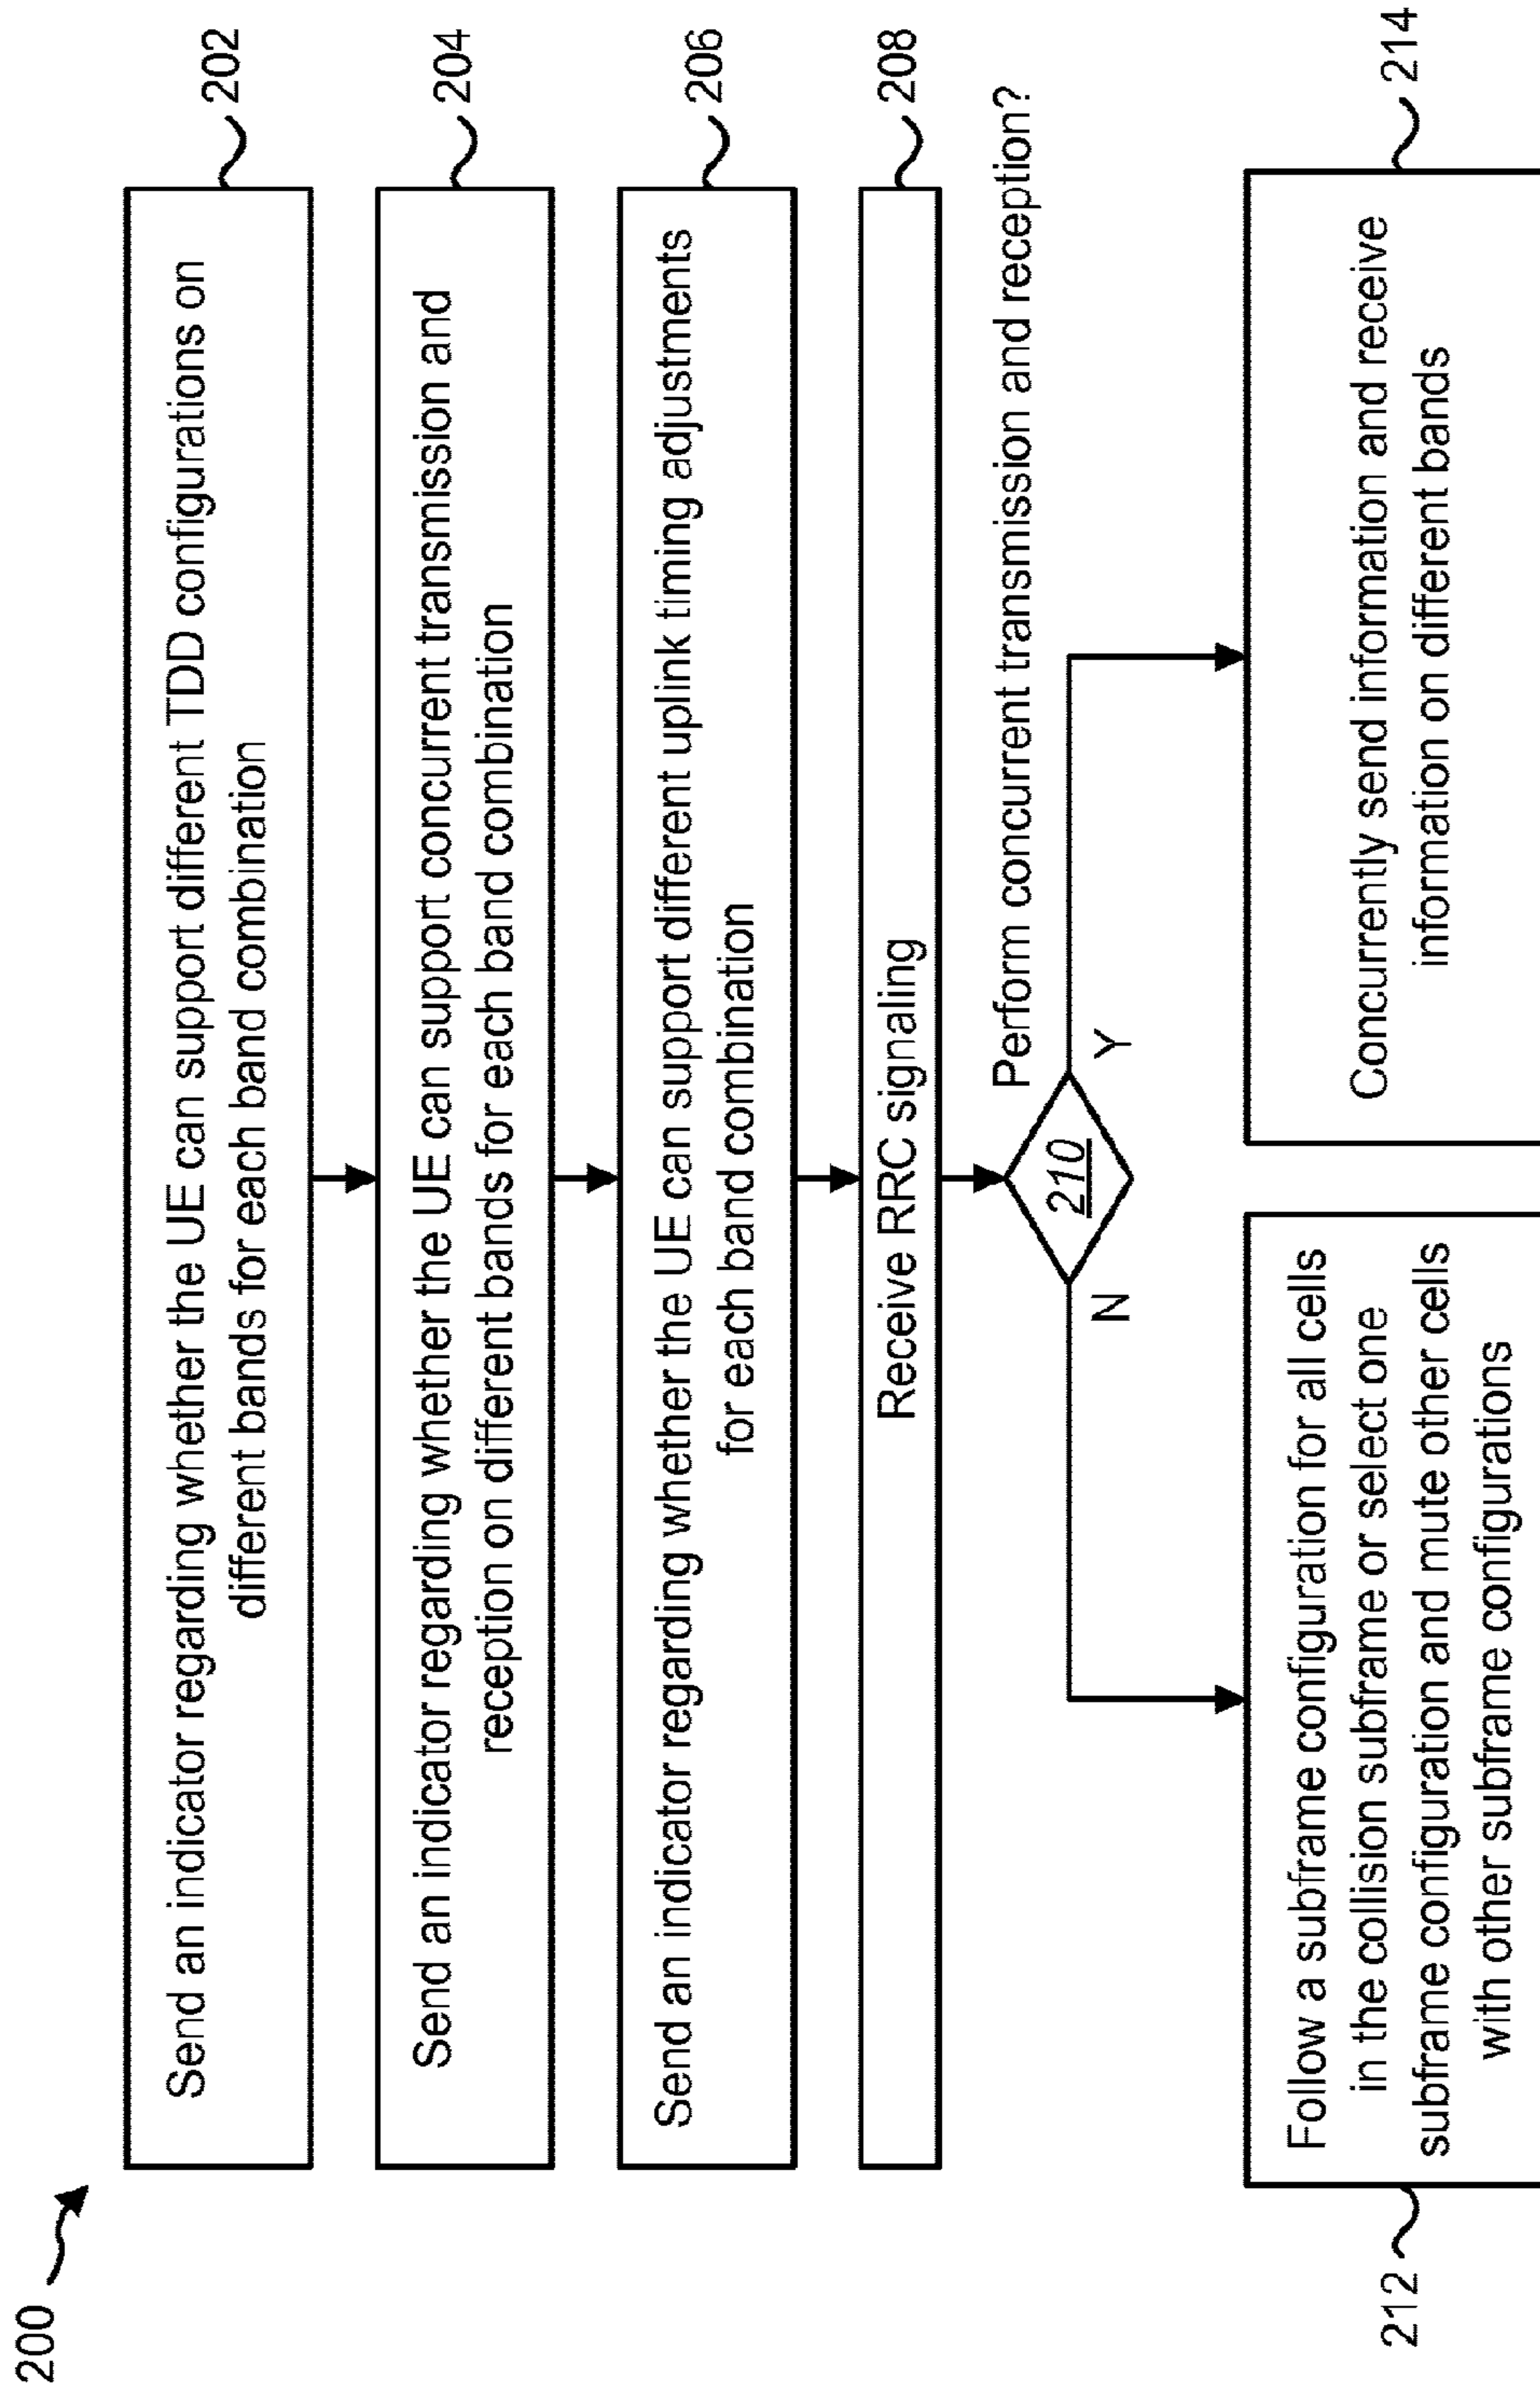 200
Send an indicator regarding whether the UE can support different TDD configurations on
different bands for each band combination
202
Send an indicator regarding whether the UE can support concurrent transmission and
reception on different bands for each band combination
204
Send an indicator regarding whether the UE can support different uplink timing adjustments
for each band combination
206
Receive RRC signaling
208
Perform concurrent transmission and reception?
210
N
Y
212
Follow a subframe configuration for all cells
in the collision subframe or select one
subframe configuration and mute other cells
with other subframe configurations
Concurrently send information and receive
information on different bands
214